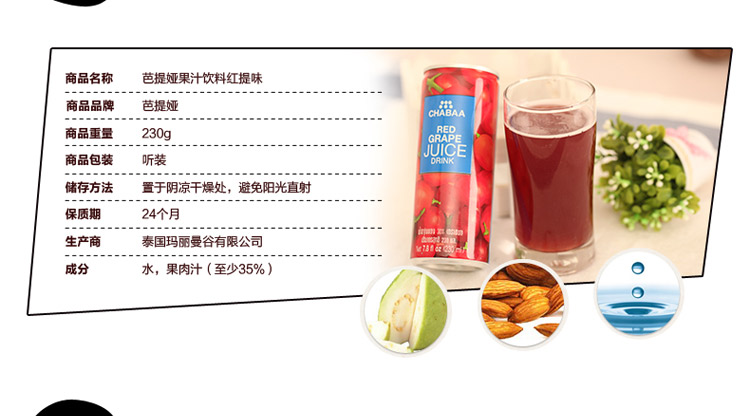 商品名称 芭提娅果汁饮料红提味
商品品牌 芭提娅
商品重量 230g
商品包装 听装
储存方法 置于阴凉干燥处，避免阳光直射
保质期 24个月
生产商 泰国玛丽曼谷有限公司
成分 水，果肉汁（至少35%）
CHABAA
RED
GRAPE
JUICE
DRINK